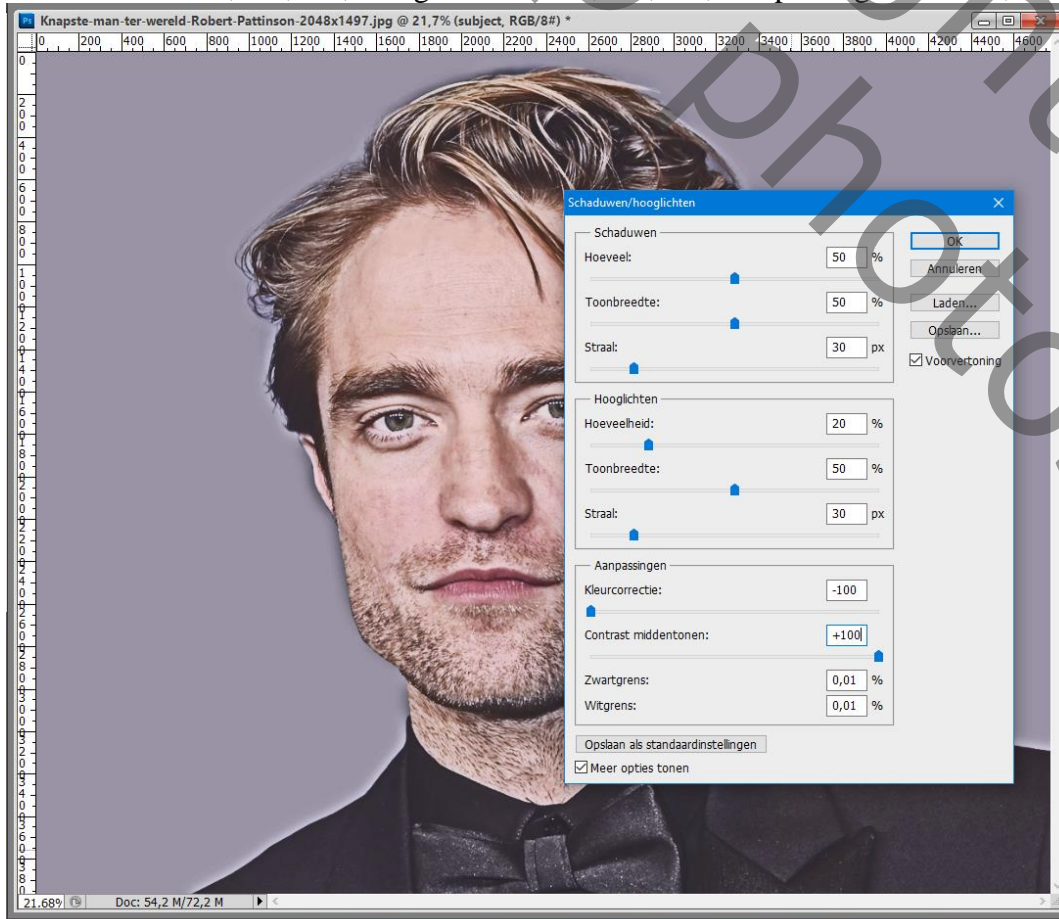 Knapste-man-ter-wereld-Robert-Pattinson-2048x1497.jpg @ 21,7% (subject, RGB/8#) *
0 200 400 600 800 1000 1200 1400 1600 1800 2000 2200 2400 2600 2800 3000 3200 3400 3600 3800 4000 4200 4400 4600
Schaduwen/hooglichten
Schaduwen
OK
Hoeveel: 50 %
Annuleren
Toonbreedte: 50 %
Laden...
Opslaan...
Straal: 30 px
Voorvertoning
Hooglichten
Hoeveelheid: 20 %
Toonbreedte: 50 %
Straal: 30 px
Aanpassingen
Kleurcorrectie: -100
Contrast middentonen: +100
Zwartgrens: 0,01 %
Witgrens: 0,01 %
Opslaan als standaardinstellingen
Meer opties tonen
21.68% Doc: 54,2 M/72,2 M